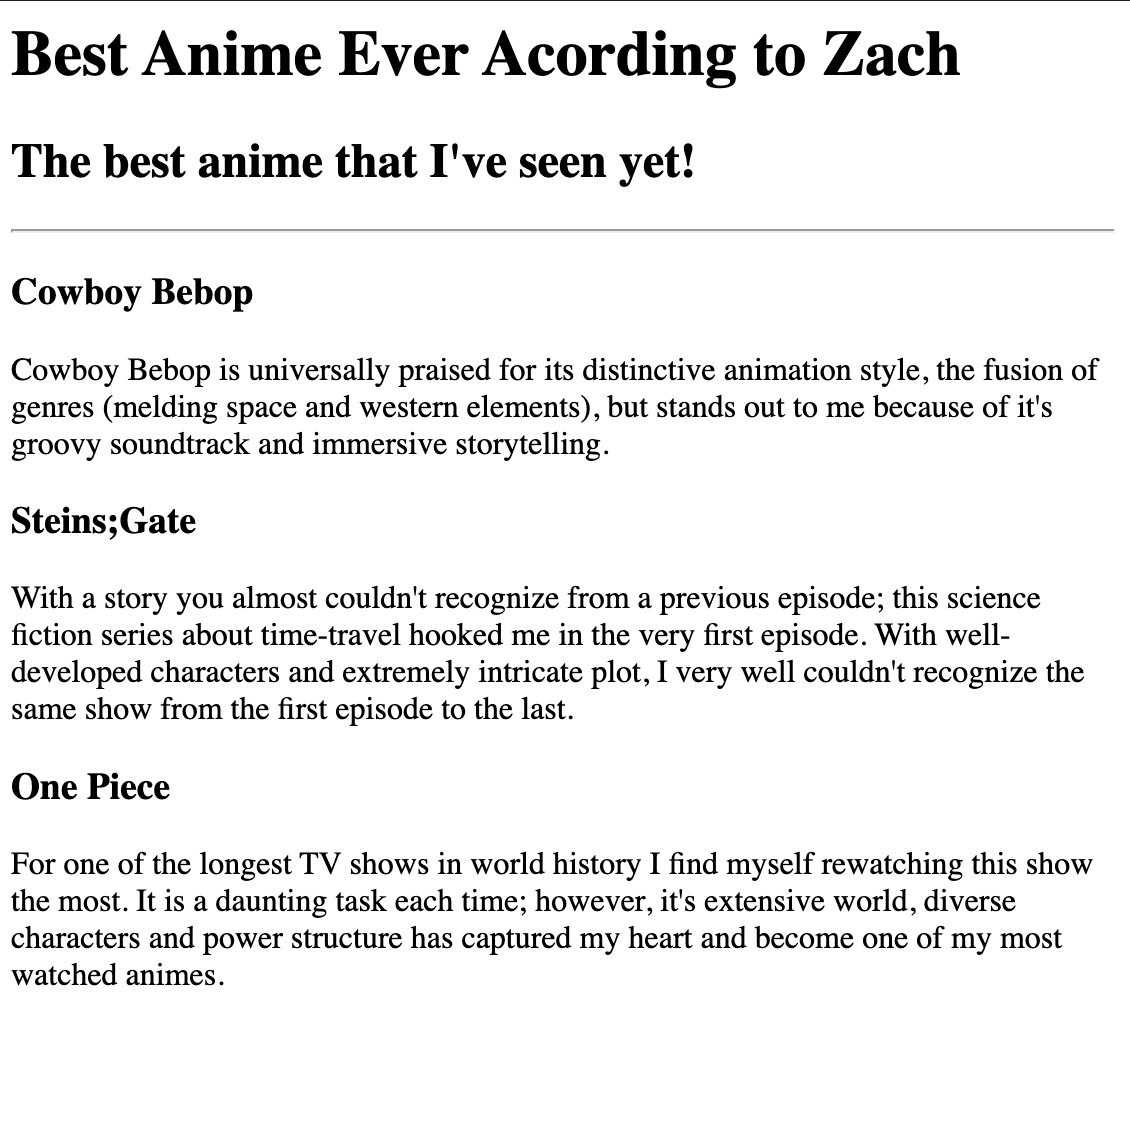 Best Anime Ever Acording to Zach
The best anime that I've seen yet!
Cowboy Bebop
Cowboy Bebop is universally praised for its distinctive animation style, the fusion of
genres (melding space and western elements), but stands out to me because of it's
groovy soundtrack and immersive storytelling.
Steins;Gate
With a story you almost couldn't recognize from a previous episode; this science
fiction series about time-travel hooked me in the very first episode. With well-
developed characters and extremely intricate plot, I very well couldn't recognize the
same show from the first episode to the last.
One Piece
For one of the longest TV shows in world history I find myself rewatching this show
the most. It is a daunting task each time; however, it's extensive world, diverse
characters and power structure has captured my heart and become one of my most
watched animes.